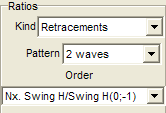 Ratios
Kind Retracements
Pattern 2 waves
Order
Nx. Swing H/Swing H(0;-1)